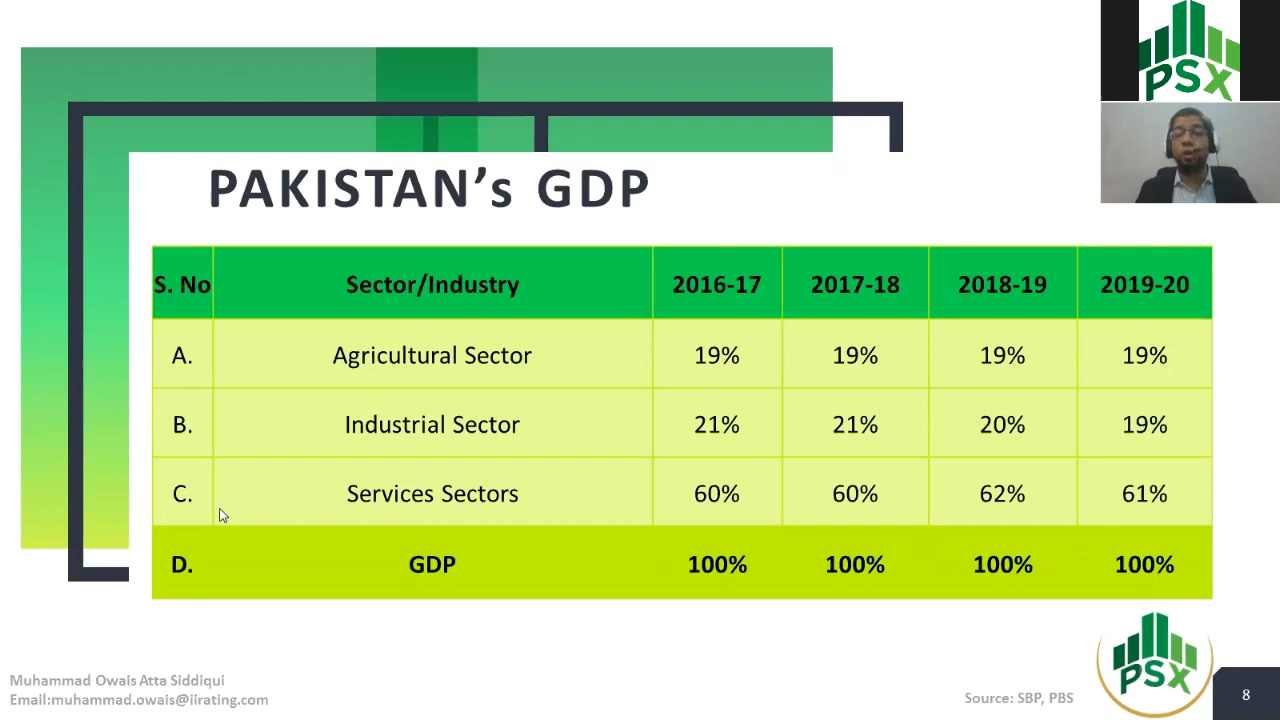 PSX
PAKISTAN's GDP
S. No Sector/Industry 2016-17 2017-18 2018-19 2019-20
A. Agricultural Sector 19% 19% 19% 19%
B. Industrial Sector 21% 21% 20% 19%
C. Services Sectors 60% 60% 62% 61%
D. GDP 100% 100% 100% 100%
PSX
Muhammad Owais Atta Siddiqui
Email:muhammad.owais@iirating.com
Source: SBP, PBS
8